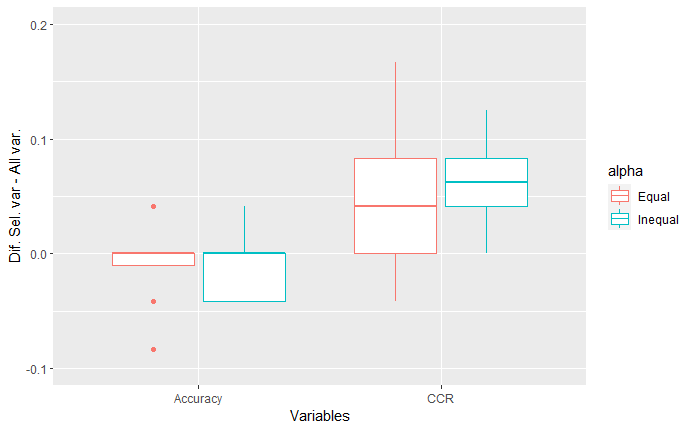 0.2
0.1
0.0
-0.1
Dif. Sel. var - All var.
Accuracy
CCR
Variables
alpha
Equal
Inequal